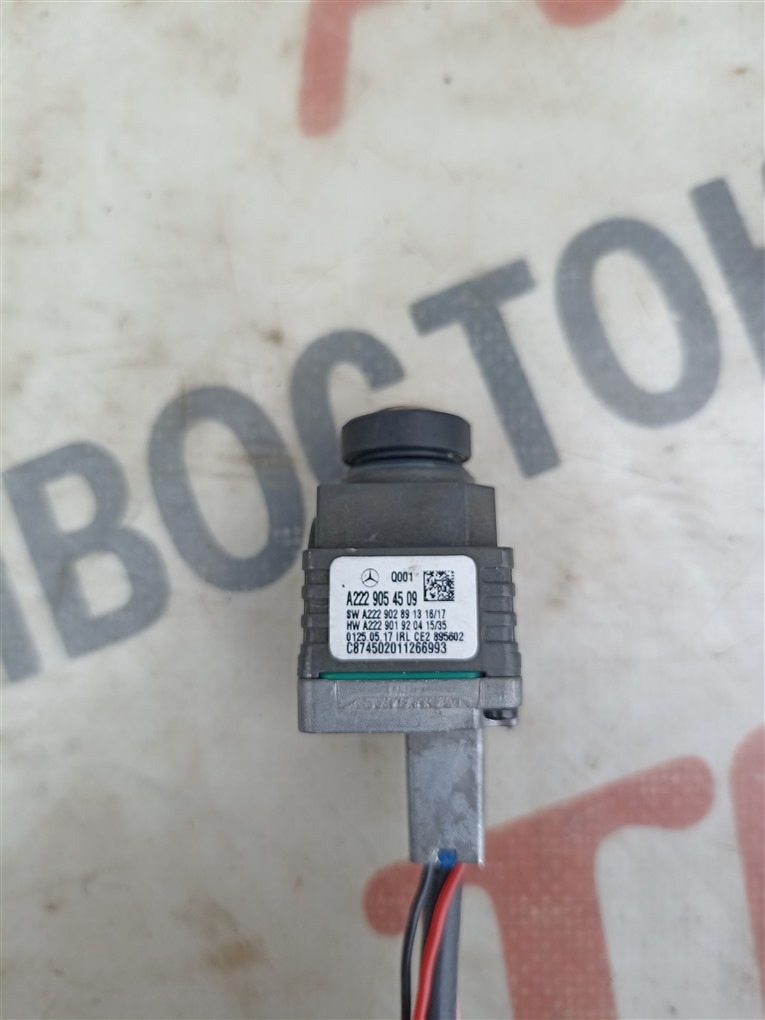 ВОСТОК
Q001
A222 905 45 09
SW A222 902 89 13 16/17
HW A222 901 92 04 15/35
0125.05.17 IRL CE2 895602
C874502011266993